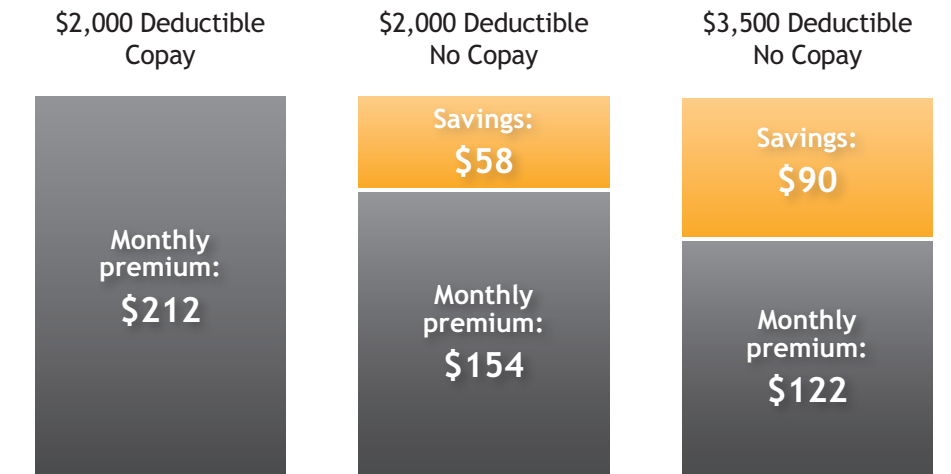 $2,000 Deductible
Copay
$2,000 Deductible
No Copay
$3,500 Deductible
No Copay
Monthly
premium:
$212
Savings:
$58
Monthly
premium:
$154
Savings:
$90
Monthly
premium:
$122